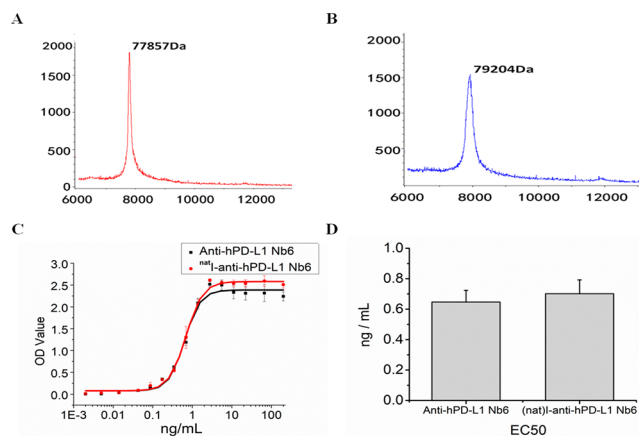 A
B
77857Da
2000
1500
1000
500
0
6000
8000
10000
12000
79204Da
2000
1500
1000
500
6000
8000
10000
12000
C
D
Anti-hPD-L1 Nb6
natI-anti-hPD-L1 Nb6
OD Value
3.0
2.5
2.0
1.5
1.0
0.5
0.0
1E-3 0.01 0.1 1 10 100
ng/mL
ng / mL
1.0
0.8
0.6
0.4
0.2
0.0
Anti-hPD-L1 Nb6 (nat)I-anti-hPD-L1 Nb6
EC50